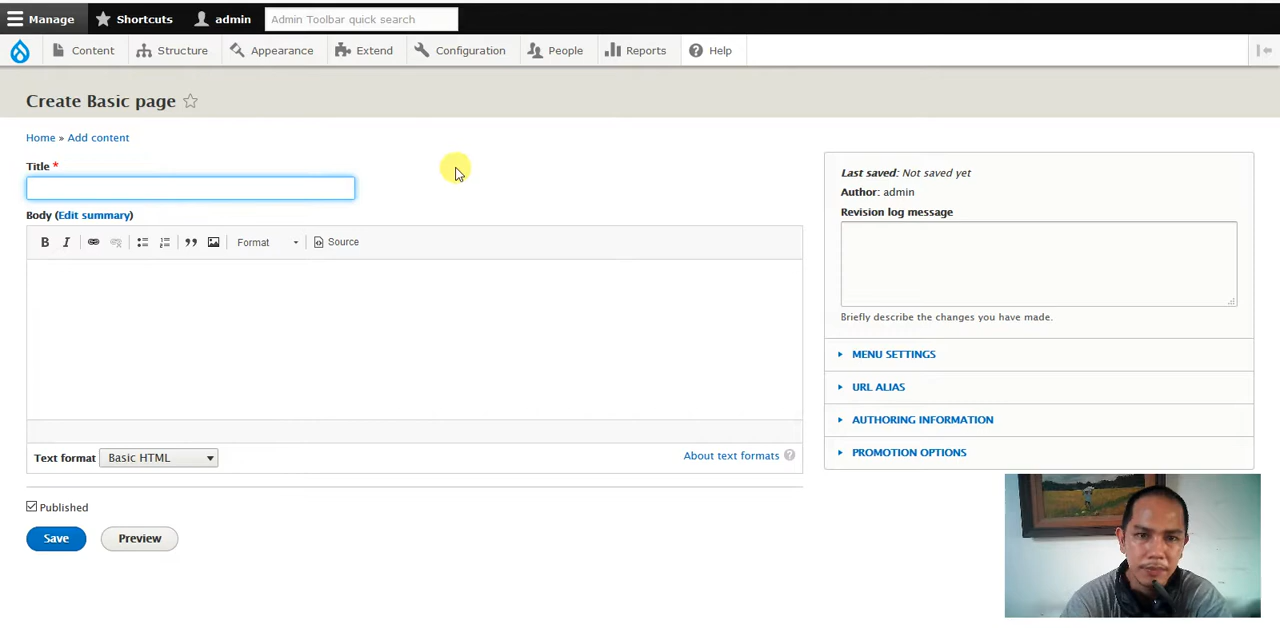 Manage Shortcuts admin Admin Toolbar quick search
Content Structure Appearance Extend Configuration People Reports Help
Create Basic page
Home » Add content
Title *
Body (Edit summary)
B I Format Source
Text format Basic HTML About text formats ?
Published
Save Preview
Last saved: Not saved yet
Author: admin
Revision log message
Briefly describe the changes you have made.
MENU SETTINGS
URL ALIAS
AUTHORING INFORMATION
PROMOTION OPTIONS